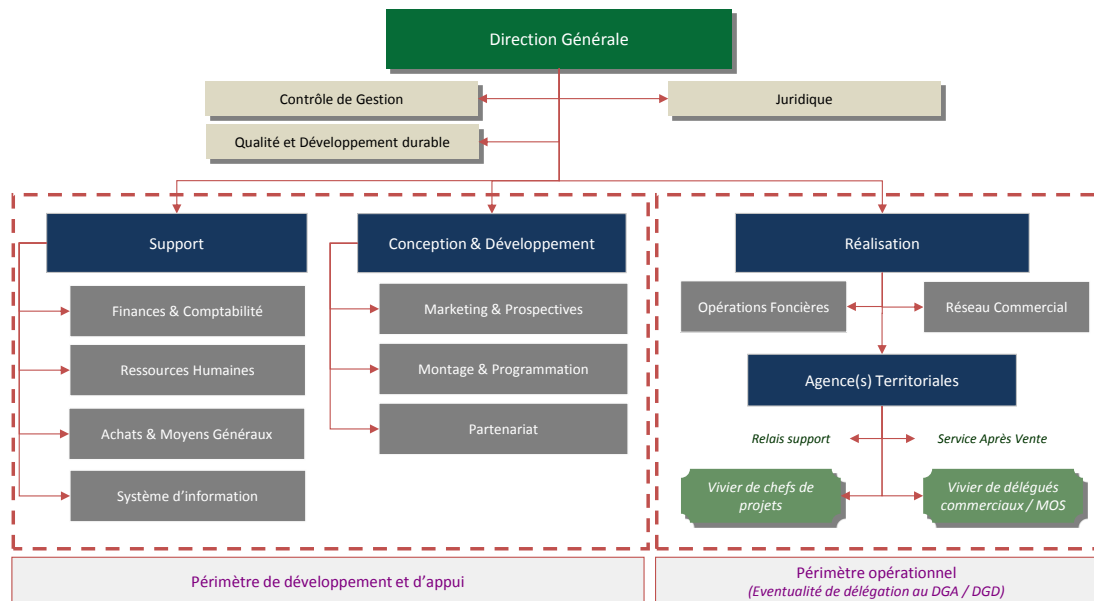 Direction Générale
Contrôle de Gestion
Juridique
Qualité et Développement durable
Support
Conception & Développement
Réalisation
Finances & Comptabilité
Marketing & Prospectives
Opérations Foncières
Réseau Commercial
Ressources Humaines
Montage & Programmation
Agence(s) Territoriales
Achats & Moyens Généraux
Partenariat
Relais support
Service Après Vente
Système d'information
Vivier de chefs de
projets
Vivier de délégués
commerciaux / MOS
Périmètre de développement et d'appui
Périmètre opérationnel
(Eventualité de délégation au DGA / DGD)